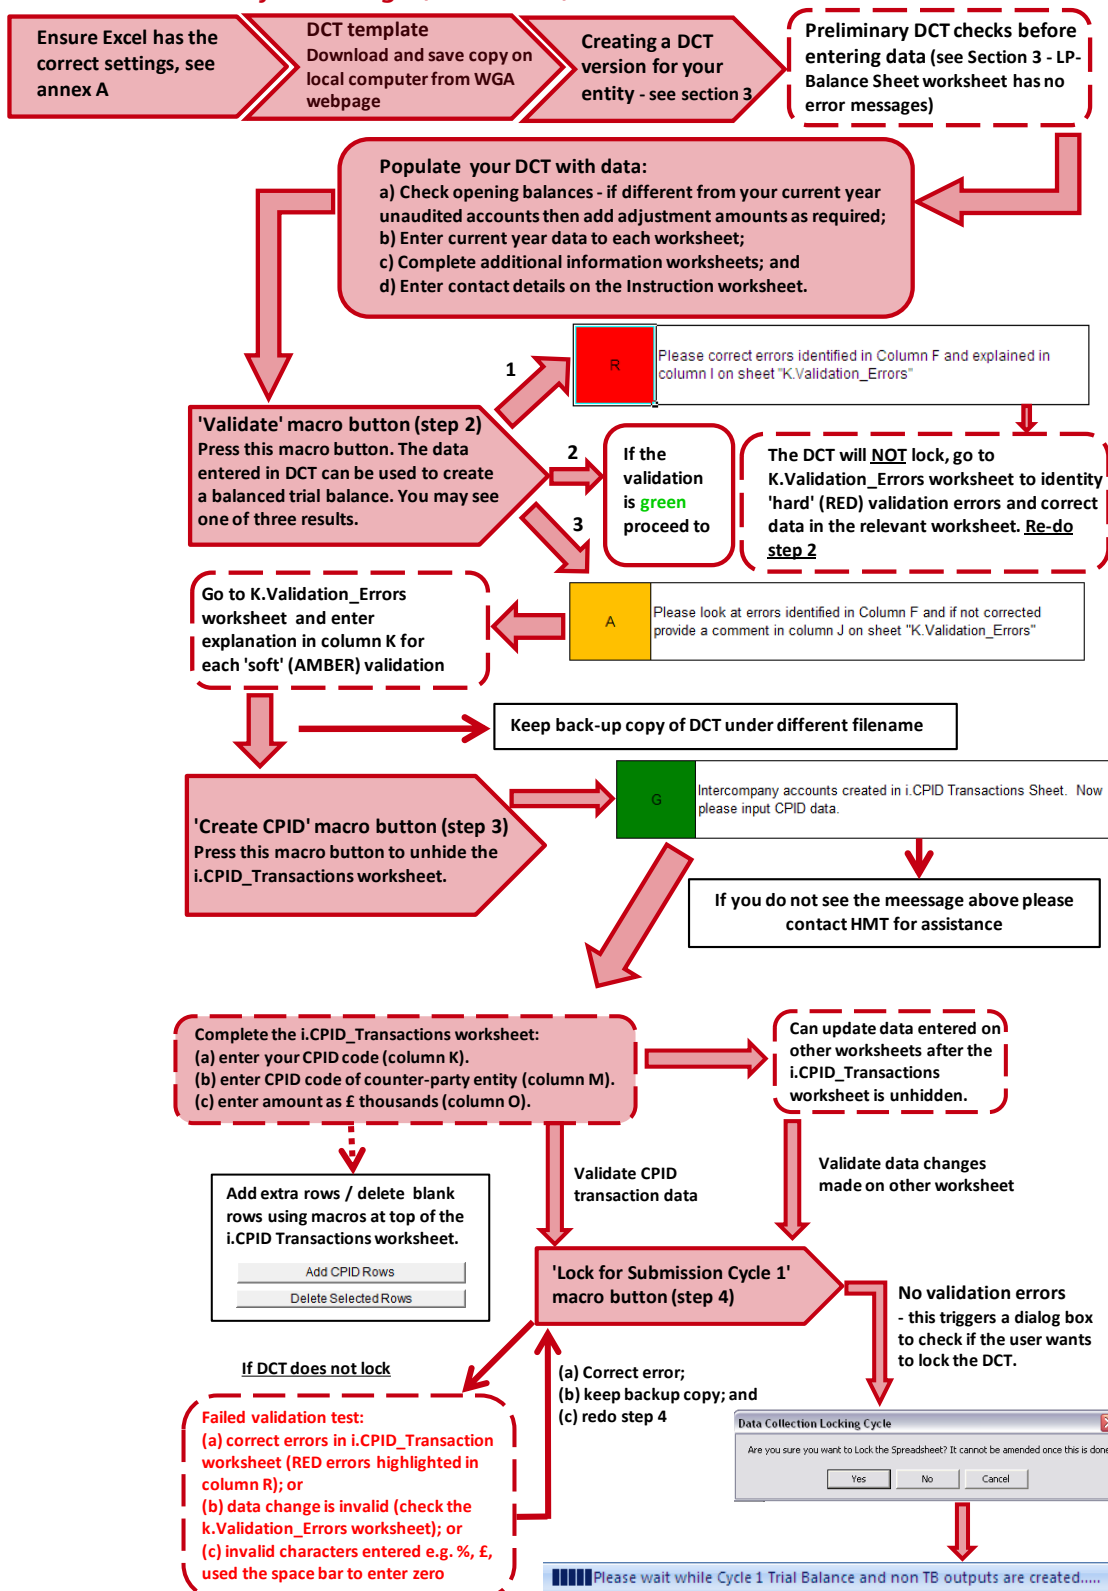 Ensure Excel has the
correct settings, see
annex A
DCT template
Download and save copy on
local computer from WGA
webpage
Creating a DCT
version for your
entity - see section 3
Preliminary DCT checks before
entering data (see Section 3 - LP-
Balance Sheet worksheet has no
error messages)
Populate your DCT with data:
a) Check opening balances - if different from your current year
unaudited accounts then add adjustment amounts as required;
b) Enter current year data to each worksheet;
c) Complete additional information worksheets; and
d) Enter contact details on the Instruction worksheet.
1
R
Please correct errors identified in Column F and explained in
column I on sheet "K.Validation_Errors"
'Validate' macro button (step 2)
Press this macro button. The data
entered in DCT can be used to create
a balanced trial balance. You may see
one of three results.
2
If the
validation
is green
proceed to
The DCT will NOT lock, go to
K.Validation_Errors worksheet to identity
'hard' (RED) validation errors and correct
data in the relevant worksheet. Re-do
step 2
3
A
Please look at errors identified in Column F and if not corrected
provide a comment in column J on sheet "K.Validation_Errors"
Go to K.Validation_Errors
worksheet and enter
explanation in column K for
each 'soft' (AMBER) validation
Keep back-up copy of DCT under different filename
'Create CPID' macro button (step 3)
Press this macro button to unhide the
i.CPID_Transactions worksheet.
G
Intercompany accounts created in i.CPID Transactions Sheet. Now
please input CPID data.
If you do not see the meessage above please
contact HMT for assistance
Complete the i.CPID_Transactions worksheet:
(a) enter your CPID code (column K).
(b) enter CPID code of counter-party entity (column M).
(c) enter amount as £ thousands (column O).
Can update data entered on
other worksheets after the
i.CPID_Transactions
worksheet is unhidden.
Add extra rows / delete blank
rows using macros at top of the
i.CPID Transactions worksheet.
Add CPID Rows
Delete Selected Rows
Validate CPID
transaction data
Validate data changes
made on other worksheet
'Lock for Submission Cycle 1'
macro button (step 4)
No validation errors
- this triggers a dialog box
to check if the user wants
to lock the DCT.
If DCT does not lock
(a) Correct error;
(b) keep backup copy; and
(c) redo step 4
Failed validation test:
(a) correct errors in i.CPID_Transaction
worksheet (RED errors highlighted in
column R); or
(b) data change is invalid (check the
k.Validation_Errors worksheet); or
(c) invalid characters entered e.g. %, £,
used the space bar to enter zero
Data Collection Locking Cycle
Are you sure you want to Lock the Spreadsheet? It cannot be amended once this is done
Yes
No
Cancel
Please wait while Cycle 1 Trial Balance and non TB outputs are created.....